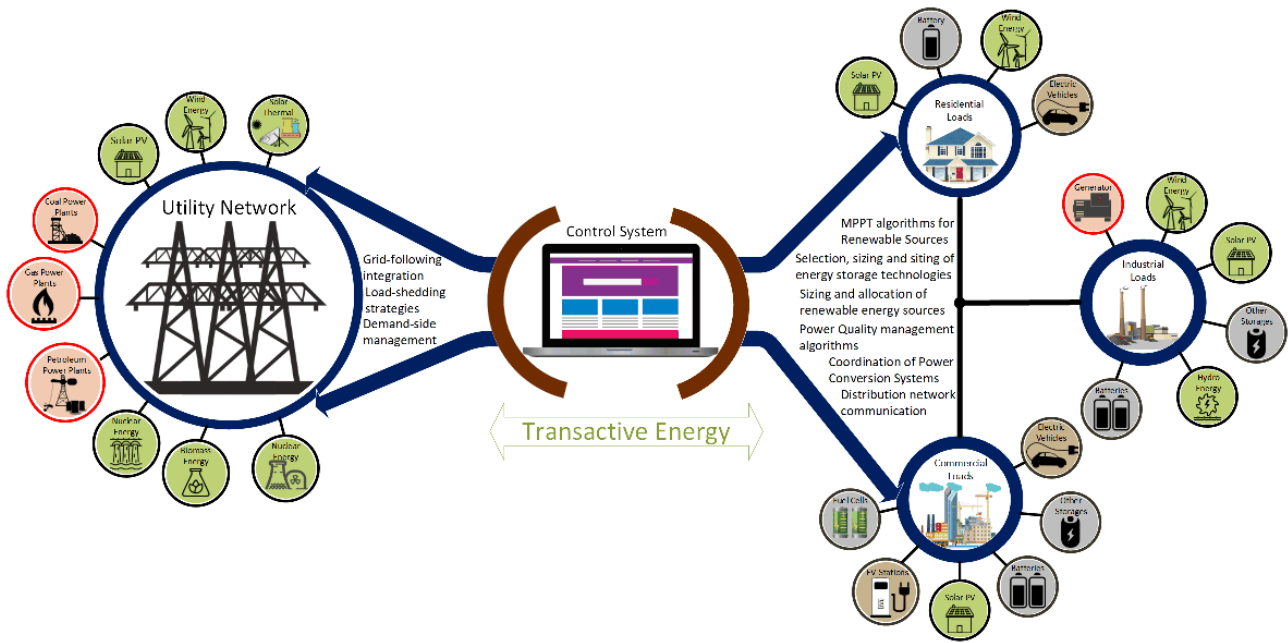 Wind
Energy
Solar
Thermal
Solar PV
Coal Power
Plants
Gas Power
Plants
Petroleum
Power Plants
Nuclear
Energy
Biomass
Energy
Nuclear
Energy
Utility Network
Grid-following
integration
Load-shedding
strategies
Demand-side
management
Control System
Transactive Energy
MPPT algorithms for
Renewable Sources
Selection, sizing and siting of
energy storage technologies
Sizing and allocation of
renewable energy sources
Power Quality management
algorithms
Coordination of Power
Conversion Systems
Distribution network
communication
Battery
Wind
Energy
Solar PV
Electric
Vehicles
Residential
Loads
Generator
Wind
Energy
Solar PV
Industrial
Loads
Other
Storages
Hydro
Energy
Batteries
Electric
Vehicles
Commercial
Loads
Fuel Cells
Other
Storages
EV Stations
Batteries
Solar PV